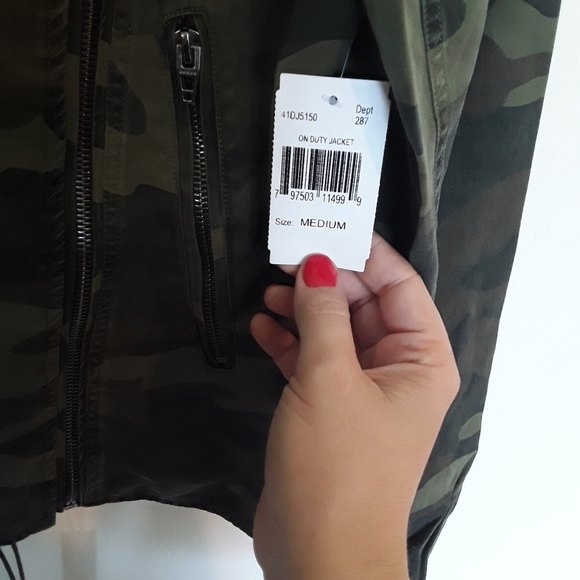 41DJ5150 Dept
287
ON DUTY JACKET
7 97503 11499 9
Size: MEDIUM